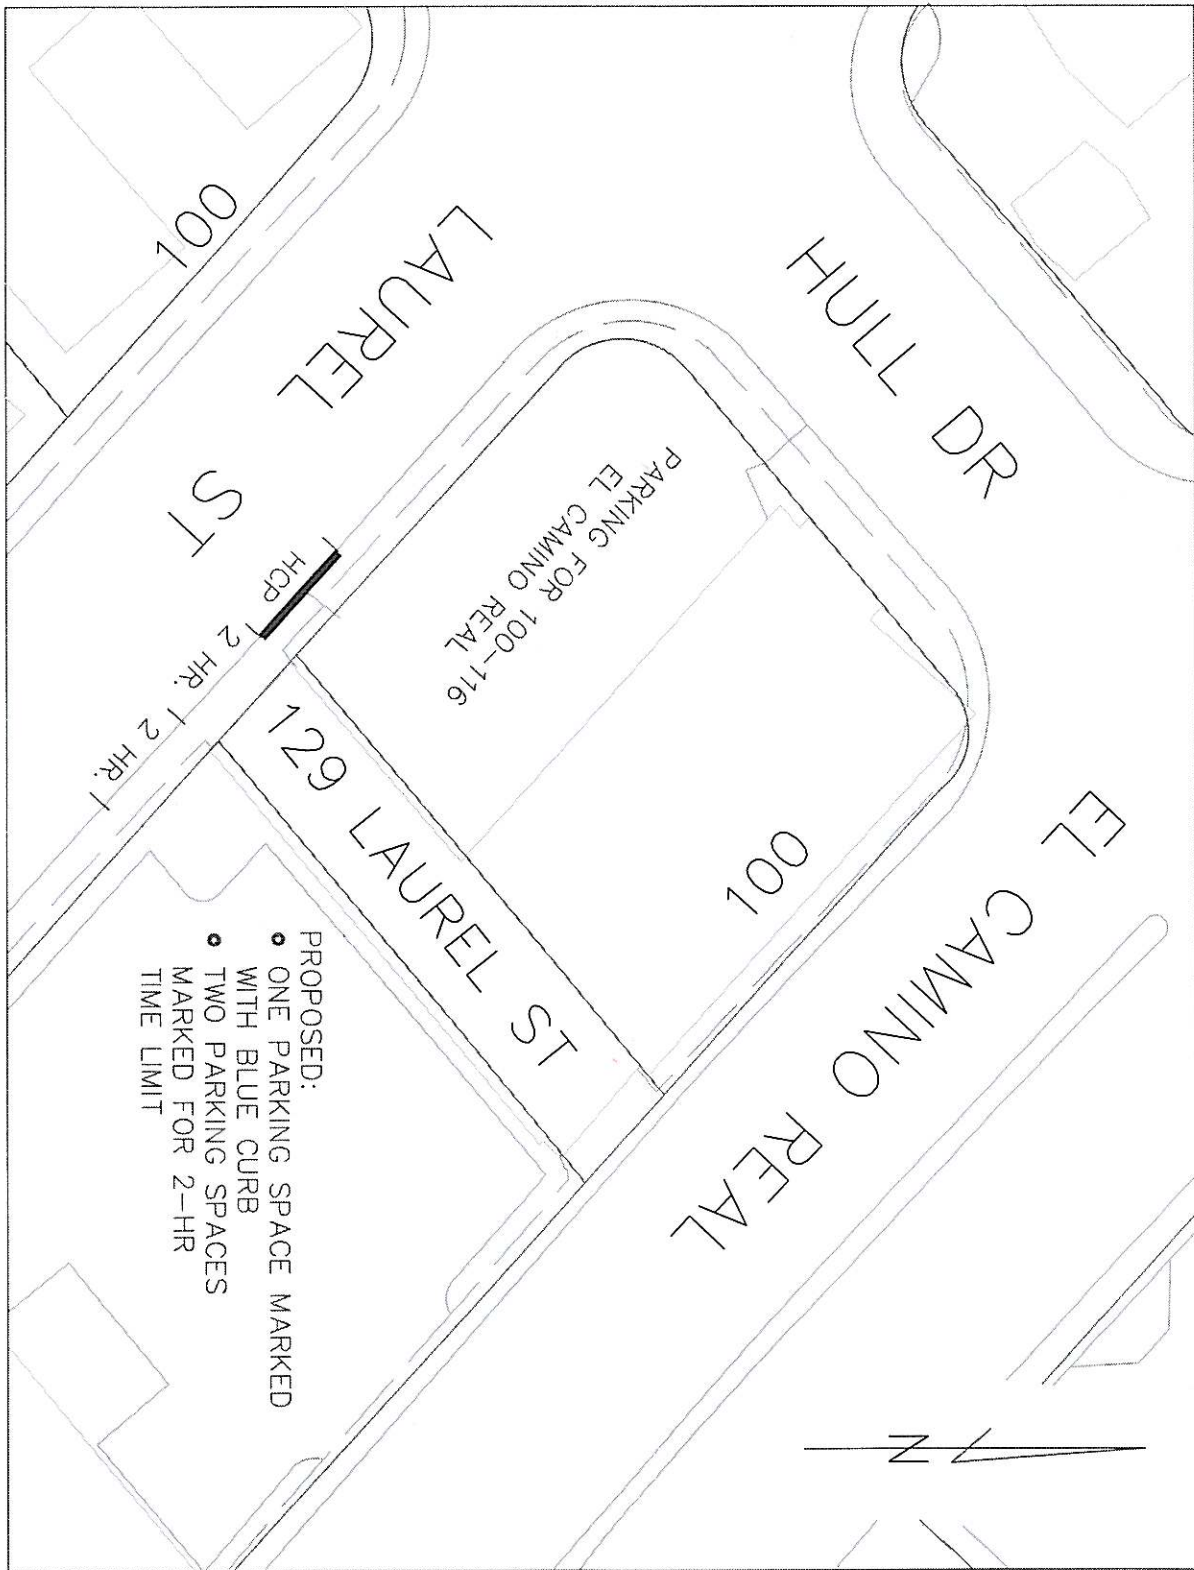 HULL DR
LAUREL
ST
EL CAMINO REAL
100
100
PARKING FOR 100-116
EL CAMINO REAL
129 LAUREL ST
HCP
2 HR.
2 HR.
PROPOSED:
• ONE PARKING SPACE MARKED
WITH BLUE CURB
• TWO PARKING SPACES
MARKED FOR 2-HR
TIME LIMIT
N